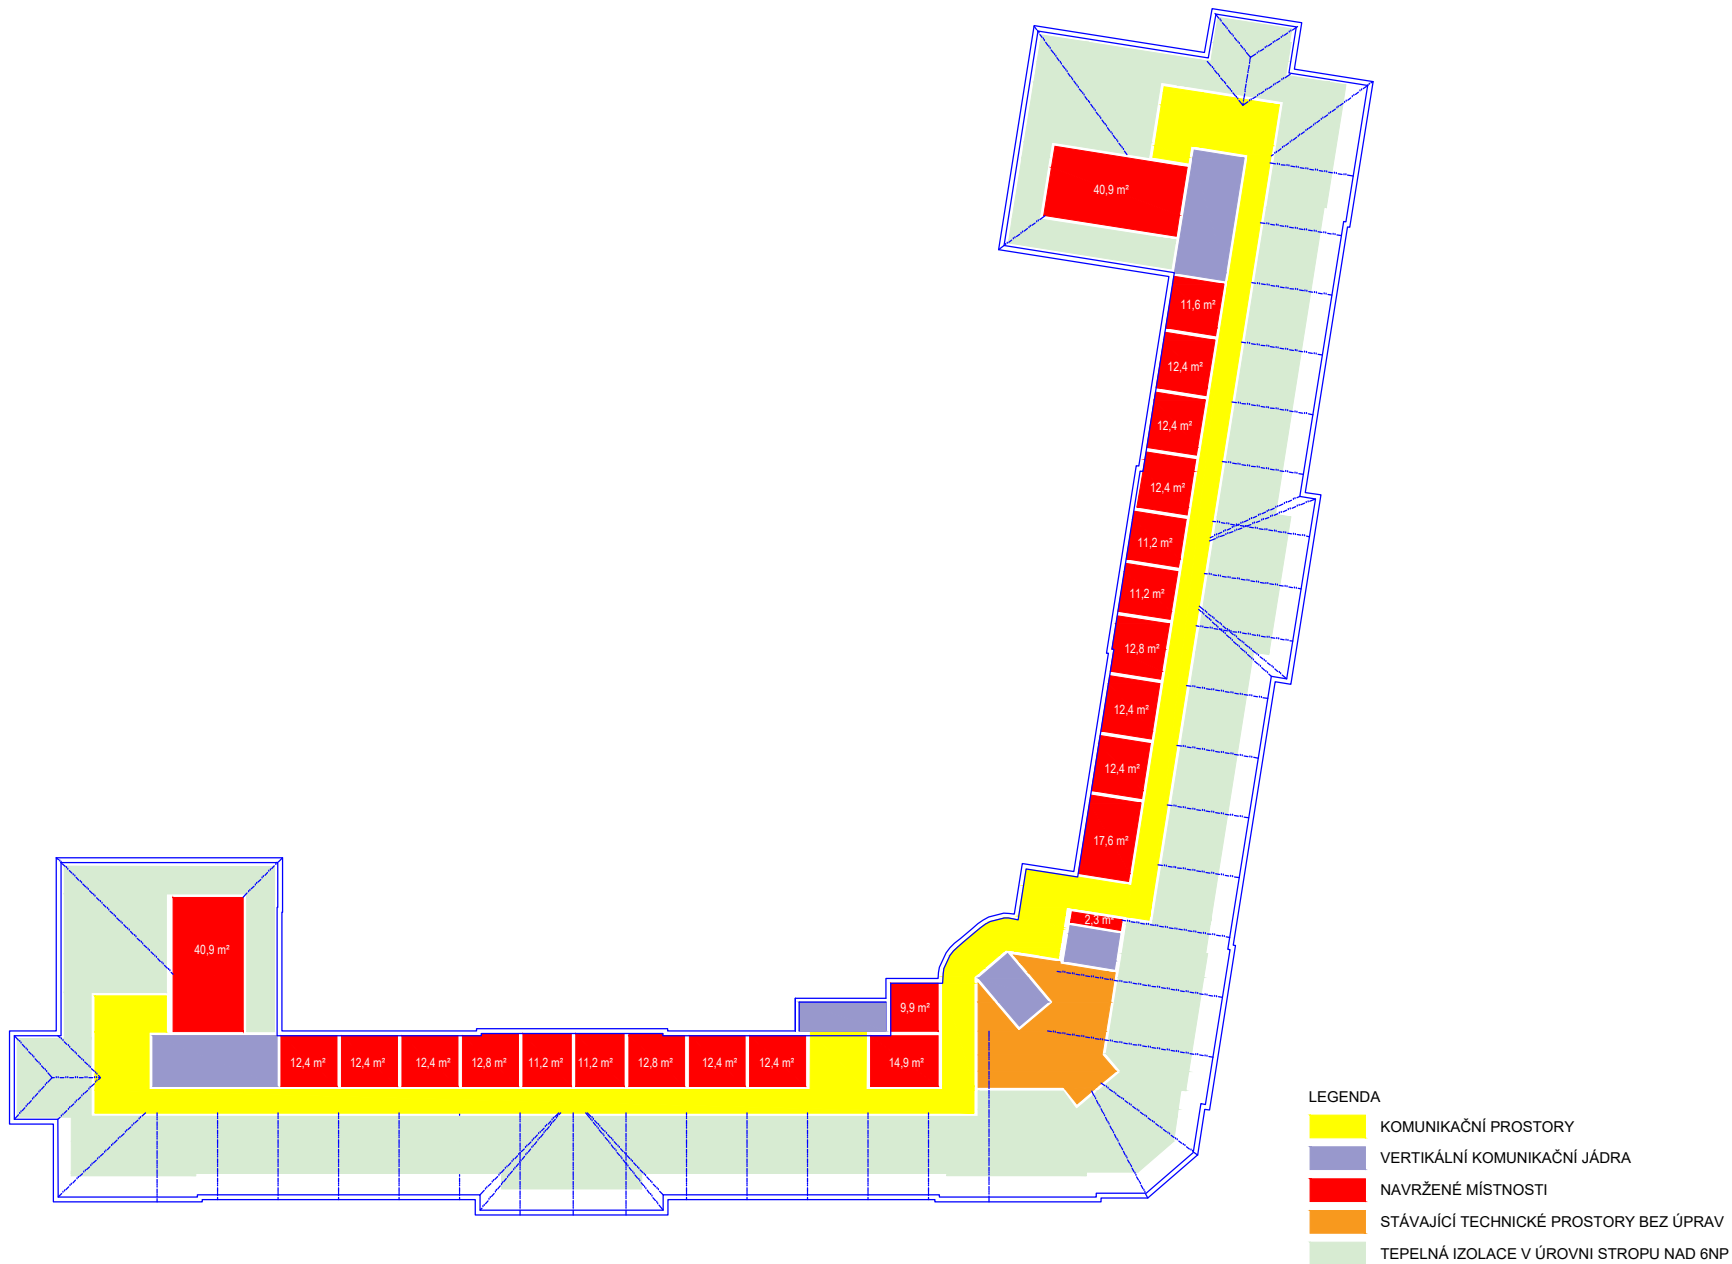 40,9 m²
11,6 m²
12,4 m²
12,4 m²
12,4 m²
11,2 m²
11,2 m²
12,8 m²
12,4 m²
12,4 m²
17,6 m²
2,3 m²
40,9 m²
9,9 m²
12,4 m²
12,4 m²
12,4 m²
12,8 m²
11,2 m²
11,2 m²
12,8 m²
12,4 m²
12,4 m²
14,9 m²
LEGENDA
KOMUNIKAČNÍ PROSTORY
VERTIKÁLNÍ KOMUNIKAČNÍ JÁDRA
NAVRŽENÉ MÍSTNOSTI
STÁVAJÍCÍ TECHNICKÉ PROSTORY BEZ ÚPRAV
TEPELNÁ IZOLACE V ÚROVNI STROPU NAD 6NP